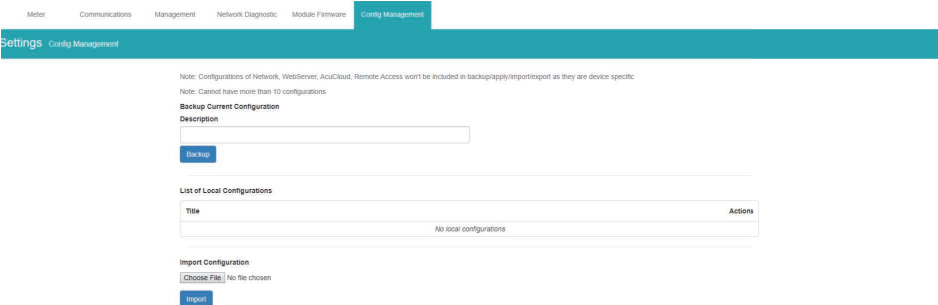 Meter Communications Management Network Diagnostic Module Firmware Config Management
Settings Config Management
Note: Configurations of Network, WebServer, AcuCloud, Remote Access won't be included in backup/apply/import/export as they are device specific
Note: Cannot have more than 10 configurations
Backup Current Configuration
Description
Backup
List of Local Configurations
Title Actions
No local configurations
Import Configuration
Choose File No file chosen
Import